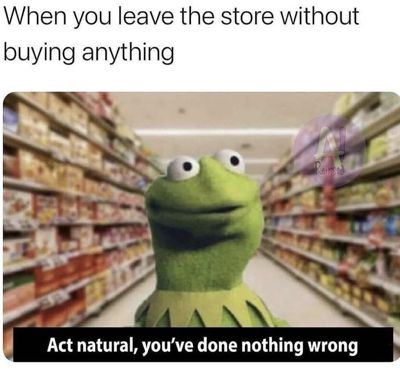 When you leave the store without
buying anything
Act natural, you've done nothing wrong